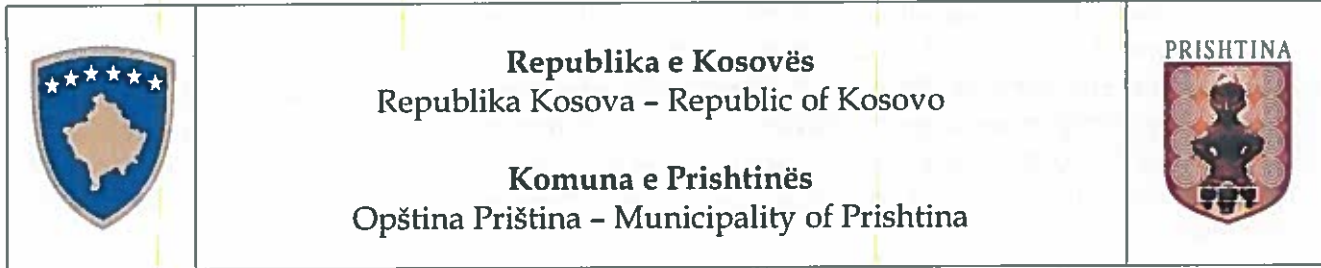 Republika e Kosovës
Republika Kosova – Republic of Kosovo
Komuna e Prishtinës
Opština Priština – Municipality of Prishtina
PRISHTINA